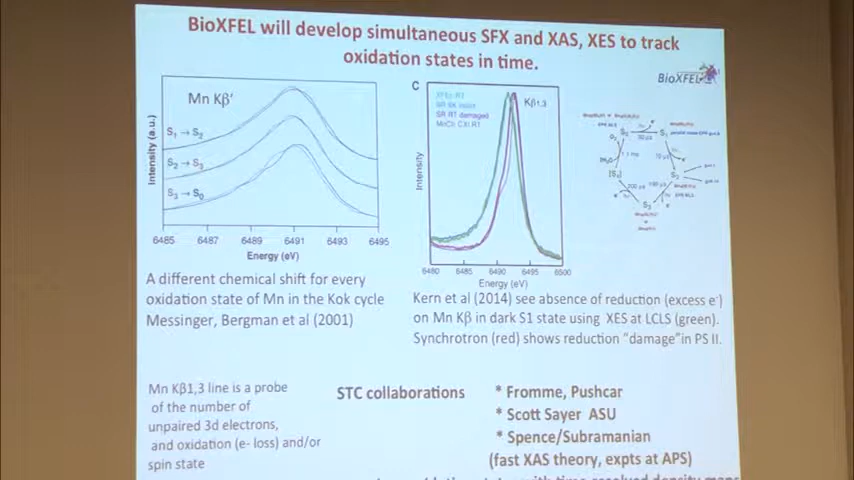 BioXFEL will develop simultaneous SFX and XAS, XES to track
oxidation states in time.
BioXFEL
Mn Kβ'
S1 → S2
S2 → S3
S3 → S0
Intensity (a.u.)
6485 6487 6489 6491 6493 6495
Energy (eV)
C
SR RT damaged
Kβ1,3
Intensity
6480 6485 6490 6495 6500
Energy (eV)
A different chemical shift for every
oxidation state of Mn in the Kok cycle
Messinger, Bergman et al (2001)
Kern et al (2014) see absence of reduction (excess e-)
on Mn Kβ in dark S1 state using XES at LCLS (green).
Synchrotron (red) shows reduction "damage"in PS II.
Mn Kβ1,3 line is a probe
of the number of
unpaired 3d electrons,
and oxidation (e- loss) and/or
spin state
STC collaborations
* Fromme, Pushcar
* Scott Sayer ASU
* Spence/Subramanian
(fast XAS theory, expts at APS)